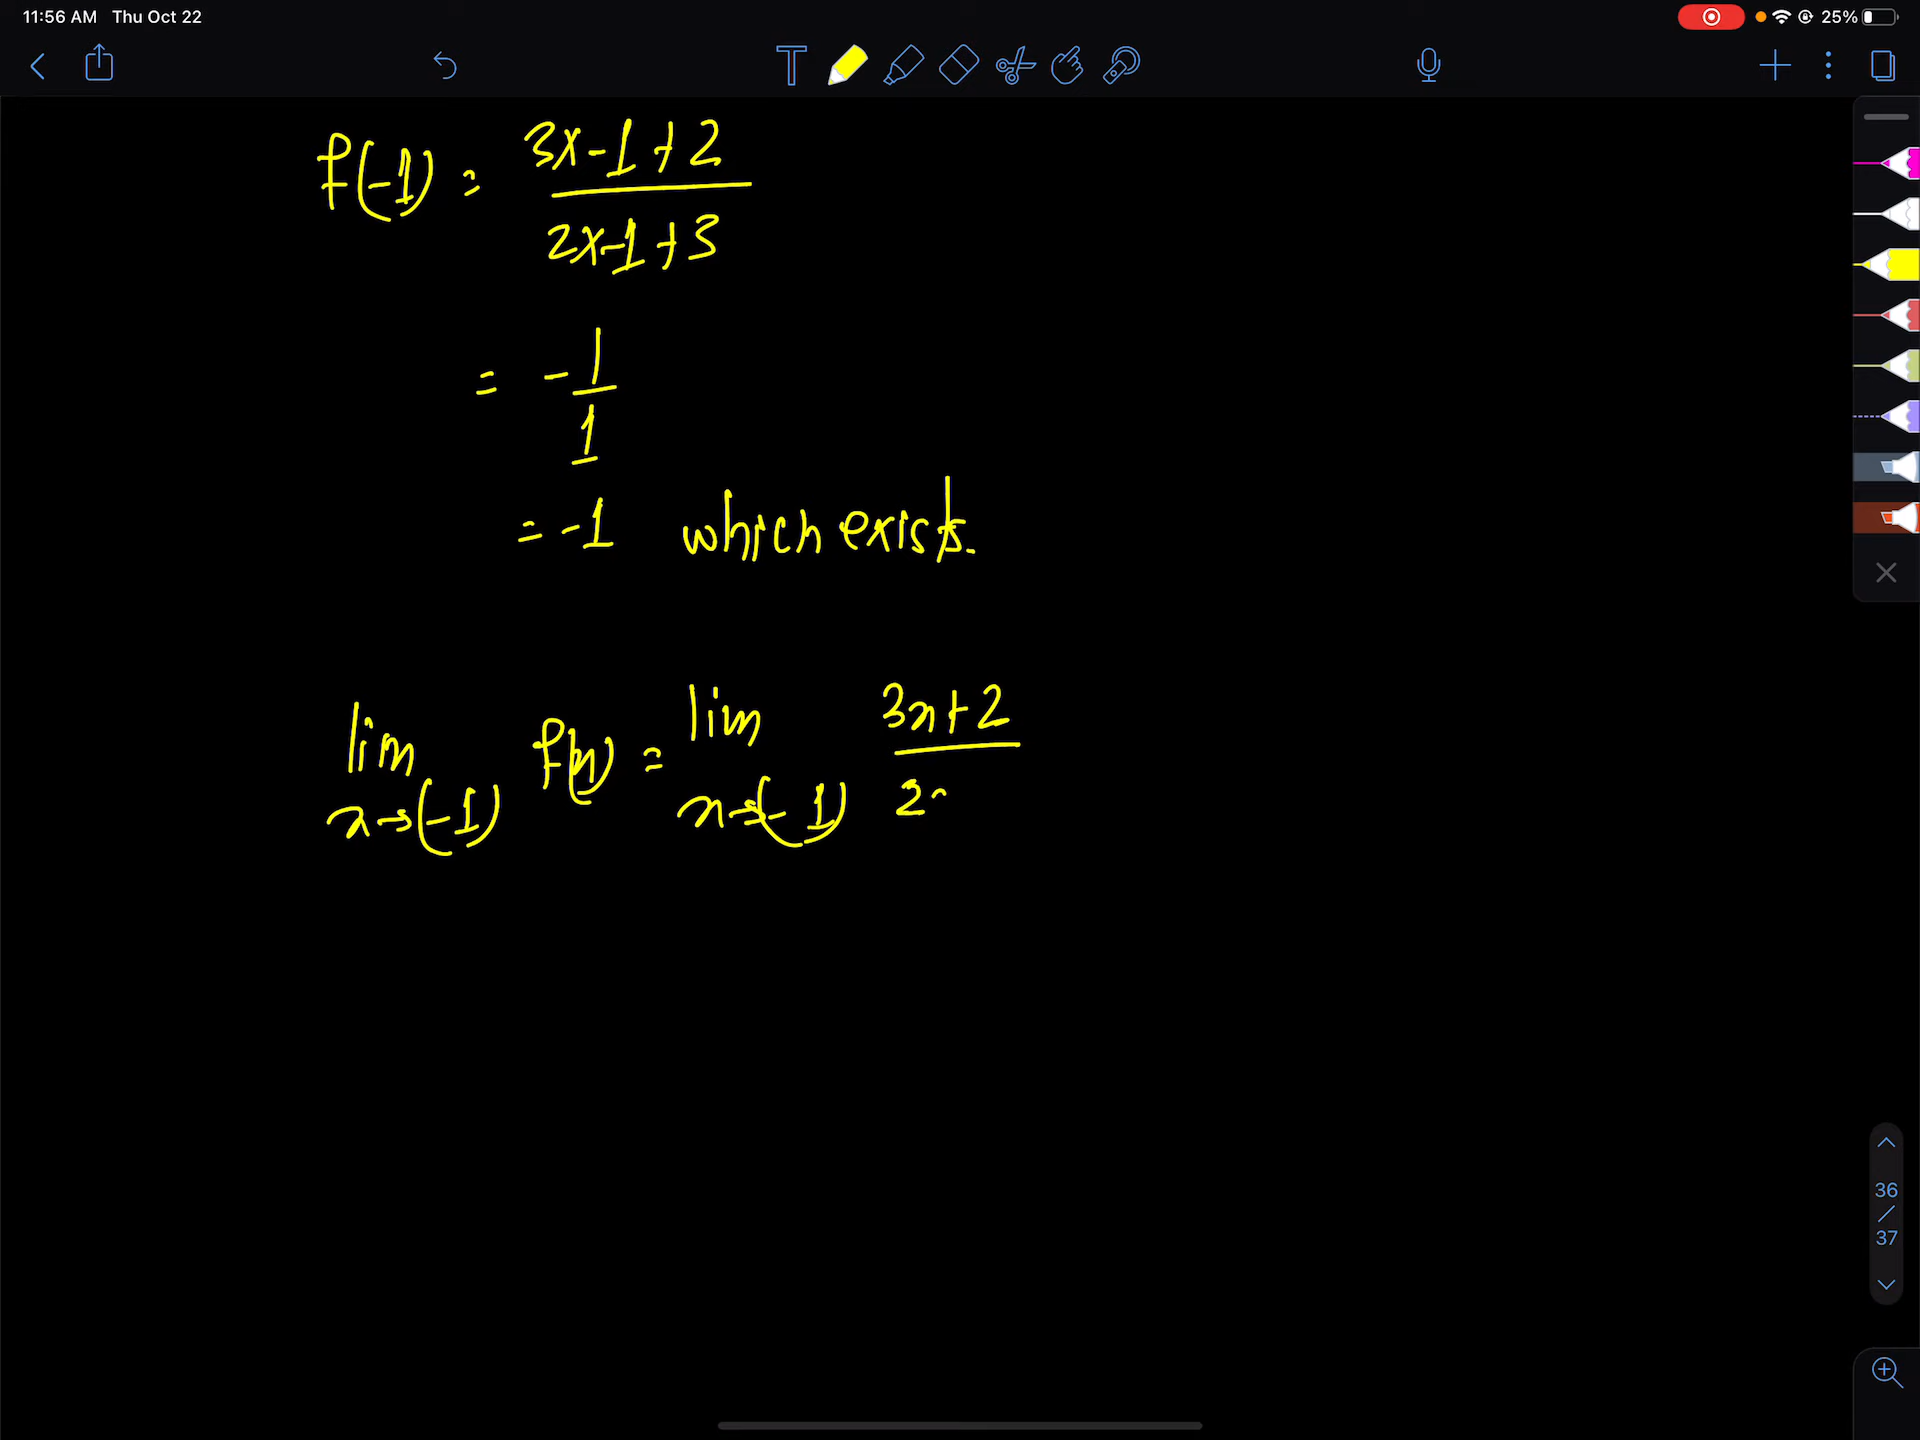 11:56 AM Thu Oct 22
25%
T
f(-1) = 3x-1+2
2x-1+3
= -1
1
= -1 which exists.
lim f(x) = lim 3x+2
x→(-1) x→(-1) 2
36
/
37